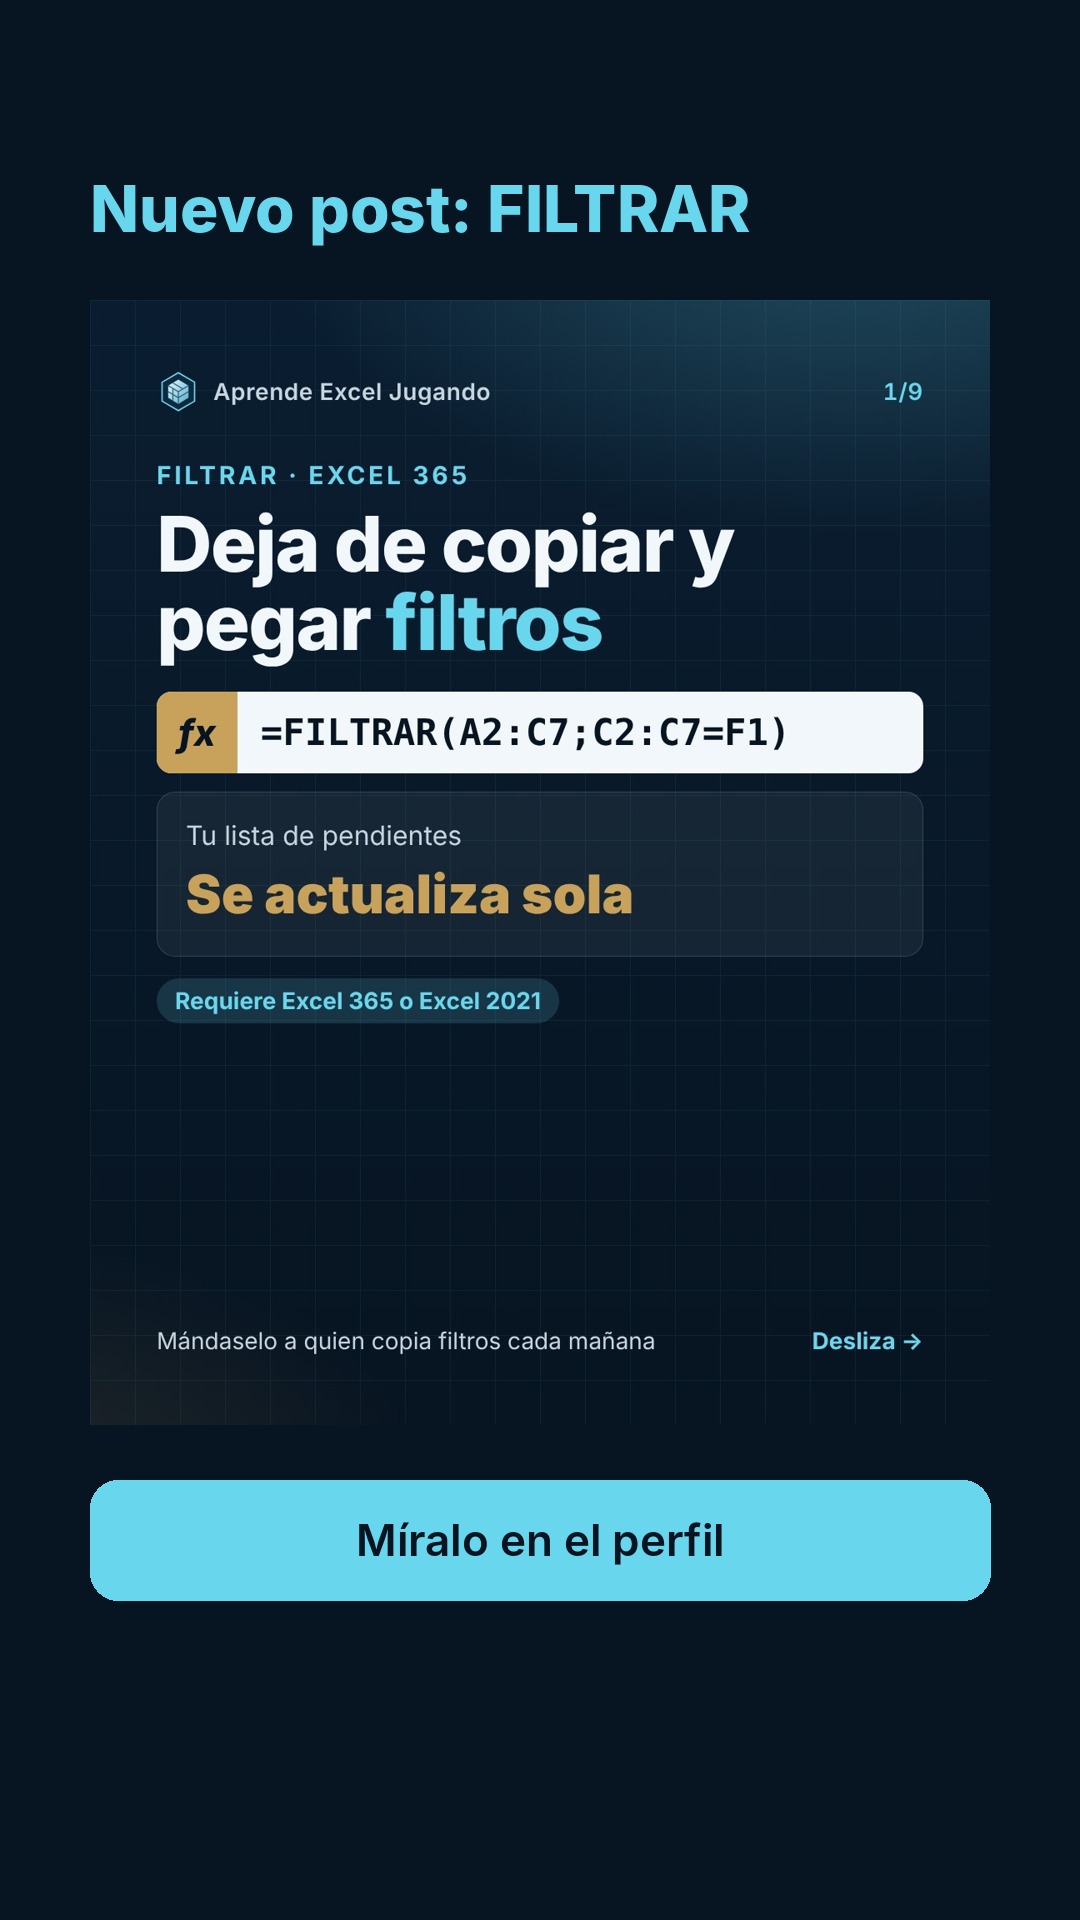 Nuevo post: FILTRAR
Aprende Excel Jugando
1/9
FILTRAR · EXCEL 365
Deja de copiar y
pegar filtros
fx =FILTRAR(A2:C7;C2:C7=F1)
Tu lista de pendientes
Se actualiza sola
Requiere Excel 365 o Excel 2021
Mándaselo a quien copia filtros cada mañana
Desliza →
Míralo en el perfil